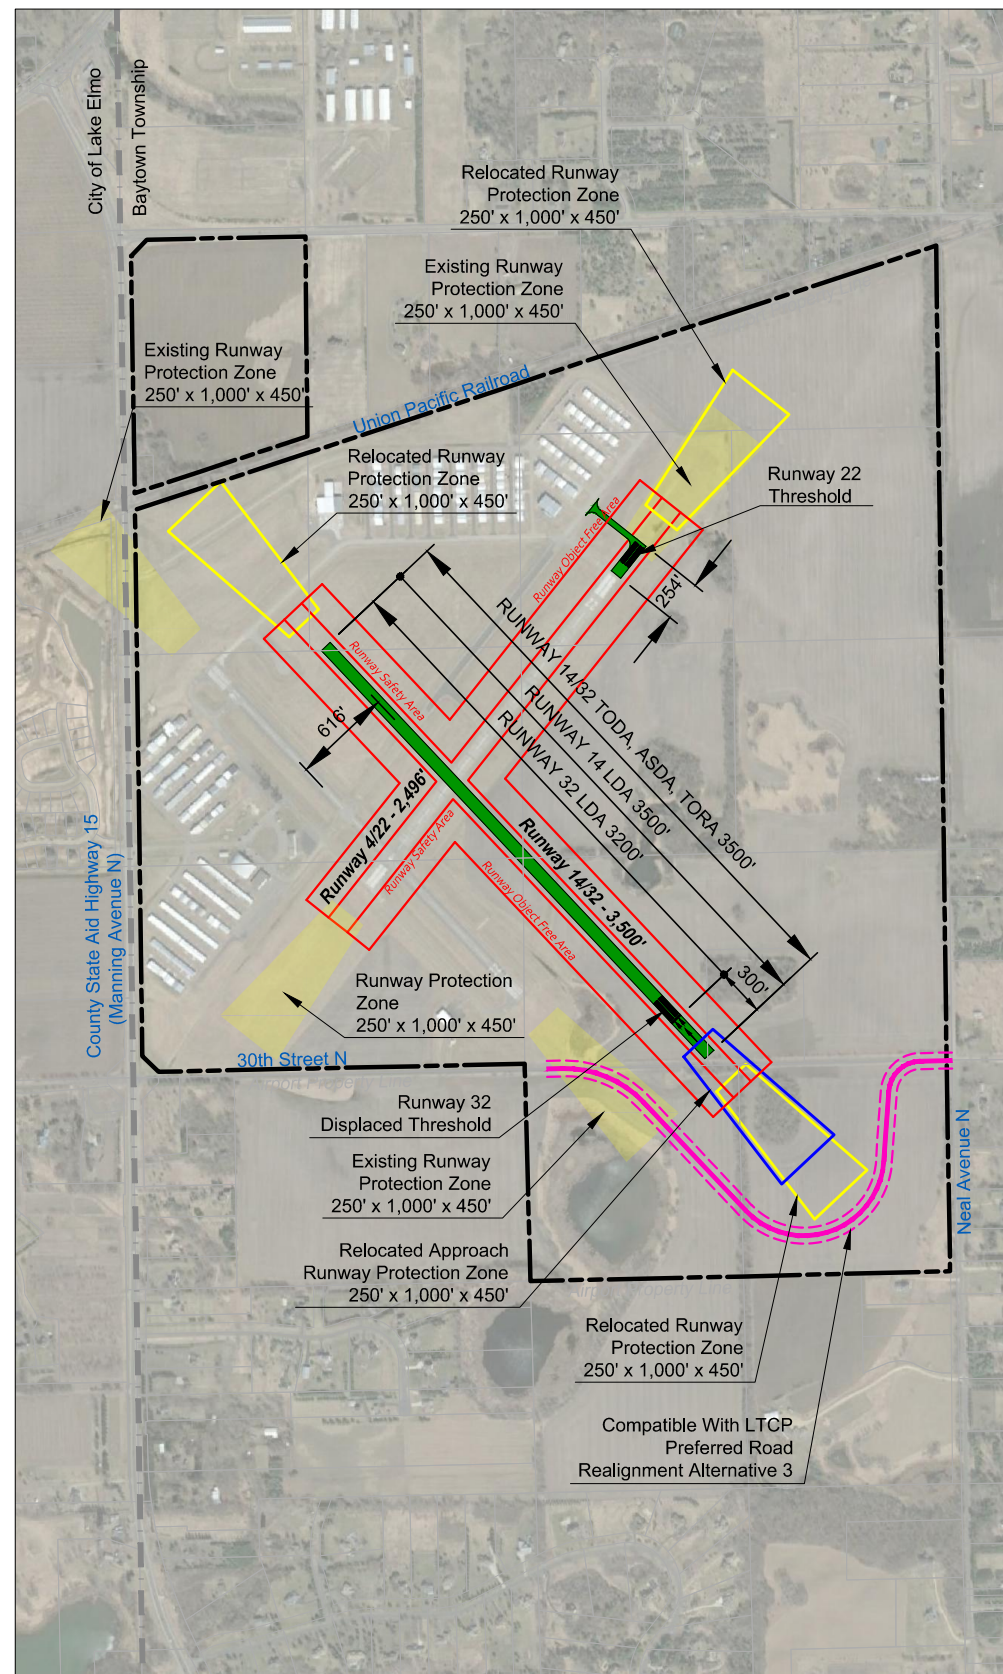 City of Lake Elmo
Baytown Township
Relocated Runway
Protection Zone
250' x 1,000' x 450'
Existing Runway
Protection Zone
250' x 1,000' x 450'
Existing Runway
Protection Zone
250' x 1,000' x 450'
Union Pacific Railroad
Relocated Runway
Protection Zone
250' x 1,000' x 450'
Runway 22
Threshold
Runway Object Free Area
254'
RUNWAY 14/32 TODA, ASDA, TORA 3500'
RUNWAY 14 LDA 3500'
RUNWAY 32 LDA 3200'
Runway Safety Area
616'
Runway 4/22 - 2,496'
Runway Safety Area
Runway 14/32 - 3,500'
Runway Object Free Area
300'
County State Aid Highway 15
(Manning Avenue N)
Runway Protection
Zone
250' x 1,000' x 450'
30th Street N
Airport Property Line
Runway 32
Displaced Threshold
Existing Runway
Protection Zone
250' x 1,000' x 450'
Neal Avenue N
Relocated Approach
Runway Protection Zone
250' x 1,000' x 450'
Airport Property Line
Relocated Runway
Protection Zone
250' x 1,000' x 450'
Compatible With LTCP
Preferred Road
Realignment Alternative 3